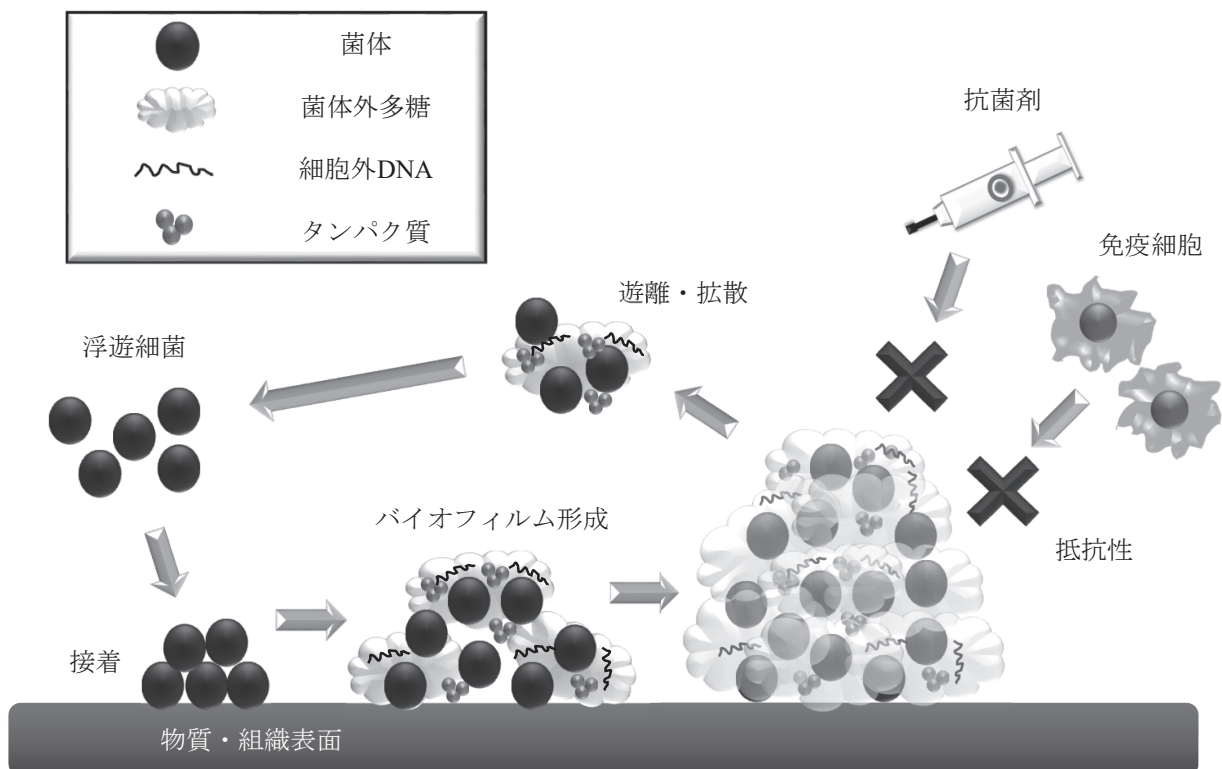 菌体
菌体外多糖
細胞外DNA
タンパク質
抗菌剤
免疫細胞
遊離・拡散
浮遊細菌
バイオフィルム形成
抵抗性
接着
物質・組織表面